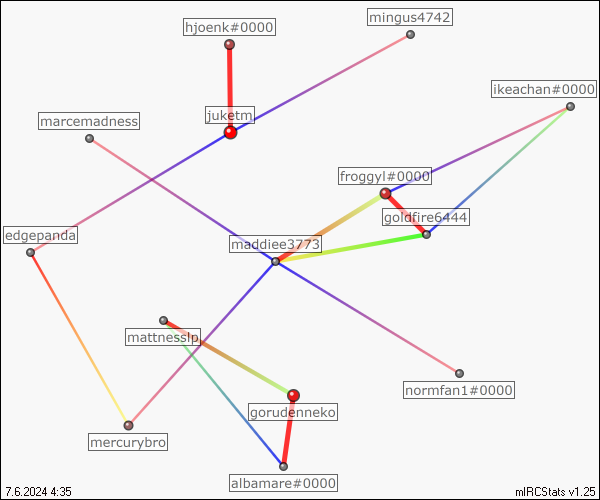 mingus4742
hjoenk#0000
ikeachan#0000
juketm
marcemadness
froggyl#0000
goldfire6444
edgepanda
maddiee3773
mattnesslp
normfan1#0000
gorudenneko
mercurybro
albamare#0000
7.6.2024 4:35
mIRCStats v1.25